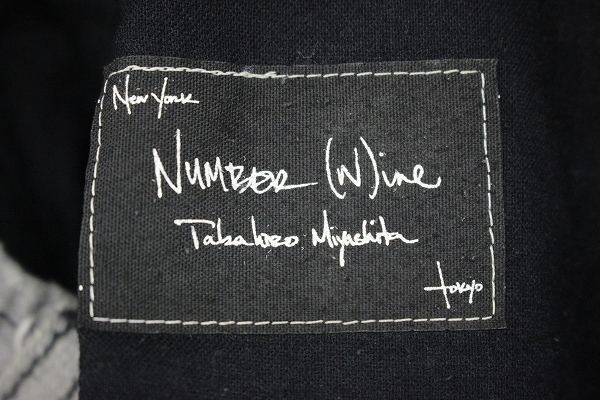 New York
NUMBER (N)ine
Takahiro Miyashita
tokyo